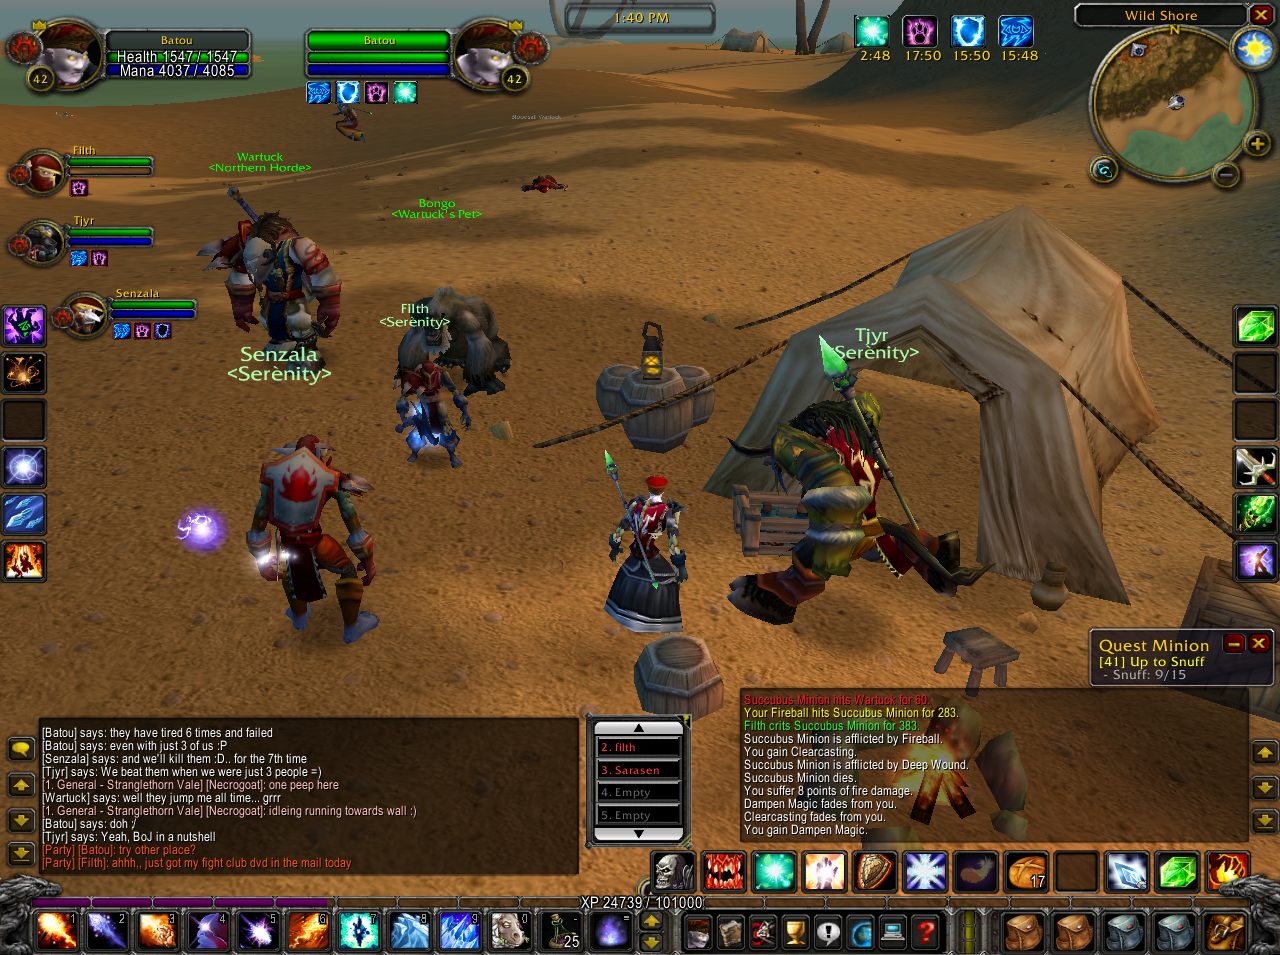 1:40 PM
Wild Shore
N
Batou
Health 1547 / 1547
Mana 4037 / 4085
42
Batou
42
2:48
17:50
15:50
15:48
Filth
Tjyr
Senzala
Wartuck
<Northern Horde>
Bongo
<Wartuck's Pet>
Filth
<Serènity>
Senzala
<Serènity>
Tjyr
Serènity>
Quest Minion
[41] Up to Snuff
- Snuff: 9/15
[Batou] says: they have tired 6 times and failed
[Batou] says: even with just 3 of us :P
[Senzala] says: and we'll kill them :D.. for the 7th time
[Tjyr] says: We beat them when we were just 3 people =)
[1. General - Stranglethorn Vale] [Necrogoat]: one peep here
[Wartuck] says: well they jump me all time... grrr
[1. General - Stranglethorn Vale] [Necrogoat]: idleing running towards wall :)
[Batou] says: doh :/
[Tjyr] says: Yeah, BoJ in a nutshell
[Party] [Batou]: try other place?
[Party] [Filth]: ahhh,, just got my fight club dvd in the mail today
2. filth
3. Sarasen
4. Empty
5. Empty
Succubus Minion hits Wartuck for 60.
Your Fireball hits Succubus Minion for 283.
Filth crits Succubus Minion for 383.
Succubus Minion is afflicted by Fireball.
You gain Clearcasting.
Succubus Minion is afflicted by Deep Wound.
Succubus Minion dies.
You suffer 8 points of fire damage.
Dampen Magic fades from you.
Clearcasting fades from you.
You gain Dampen Magic.
17
XP 24739 / 101000
1
2
3
4
5
6
7
8
9
0
-
25
=